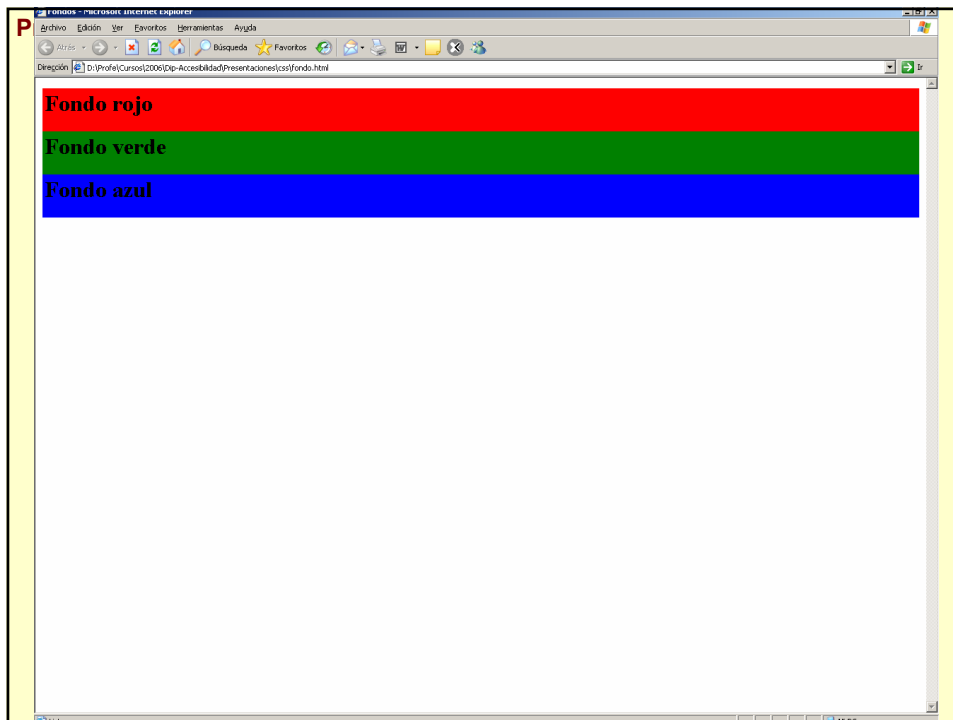 P
Fondos - Microsoft Internet Explorer
Archivo Edición Ver Favoritos Herramientas Ayuda
Atrás Búsqueda Favoritos
Dirección D:\Profe\Cursos\2006\Dip-Accesibilidad\Presentaciones\css\fondo.html Ir
Fondo rojo
Fondo verde
Fondo azul